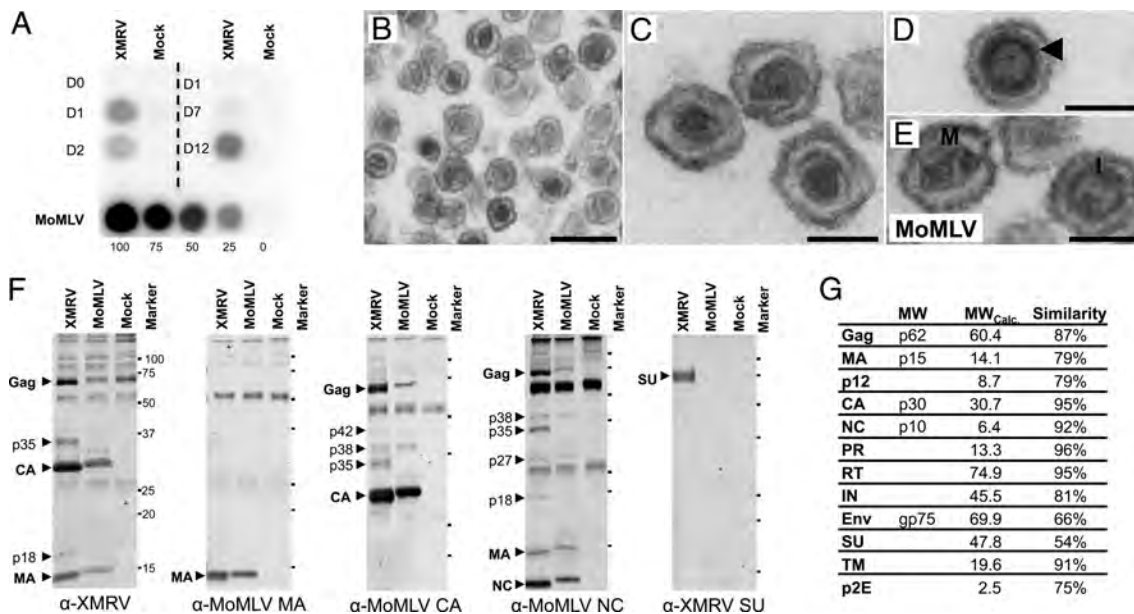 A
XMRV
Mock
XMRV
Mock
D0
D1
D1
D7
D2
D12
MoMLV
100 75 50 25 0
B
C
D
E
M
I
MoMLV
F
XMRV
MoMLV
Mock
Marker
Gag
p35
CA
p18
MA
100
75
50
37
25
20
15
α-XMRV
XMRV
MoMLV
Mock
Marker
MA
α-MoMLV MA
XMRV
MoMLV
Mock
Marker
Gag
p42
p38
p35
CA
α-MoMLV CA
XMRV
MoMLV
Mock
Marker
Gag
p38
p35
p27
p18
MA
NC
α-MoMLV NC
XMRV
MoMLV
Mock
Marker
SU
α-XMRV SU
G
MW MWCalc. Similarity
Gag p62 60.4 87%
MA p15 14.1 79%
p12 8.7 79%
CA p30 30.7 95%
NC p10 6.4 92%
PR 13.3 96%
RT 74.9 95%
IN 45.5 81%
Env gp75 69.9 66%
SU 47.8 54%
TM 19.6 91%
p2E 2.5 75%